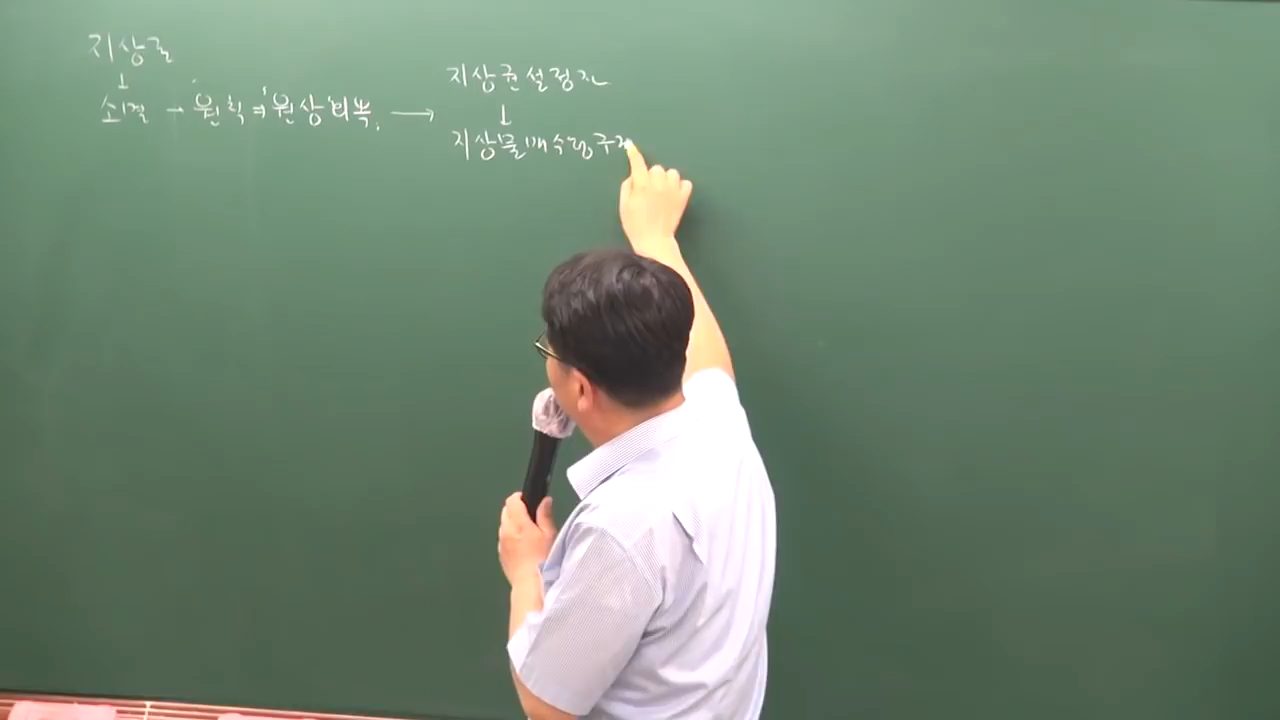 지상권
↓
소멸 → 원칙 ⇒ '원상회복' →
지상권설정자
↓
지상물매수청구권